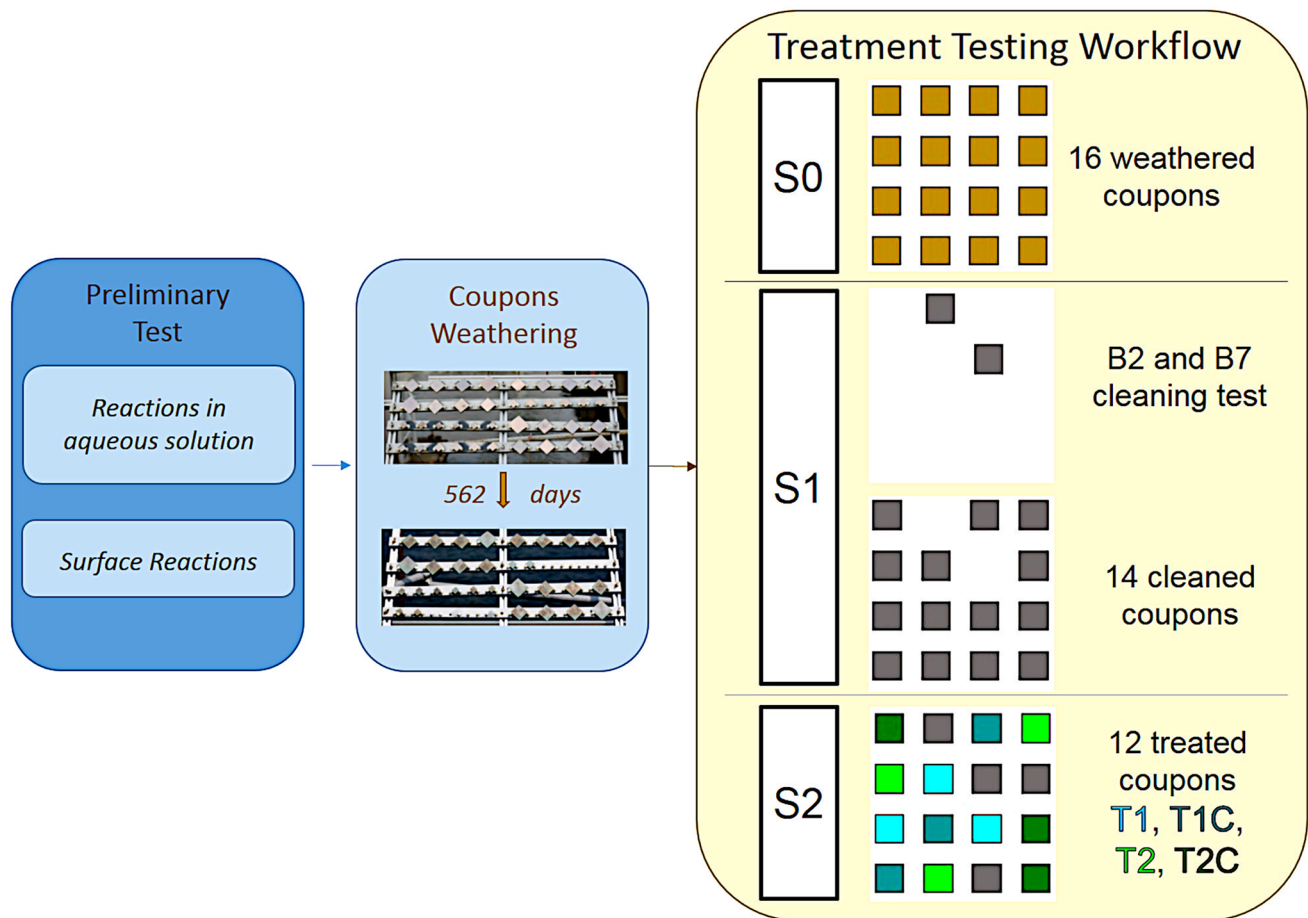 Preliminary
Test
Reactions in
aqueous solution
Surface Reactions
Coupons
Weathering
562 days
Treatment Testing Workflow
S0
16 weathered
coupons
S1
B2 and B7
cleaning test
14 cleaned
coupons
S2
12 treated
coupons
T1, T1C,
T2, T2C